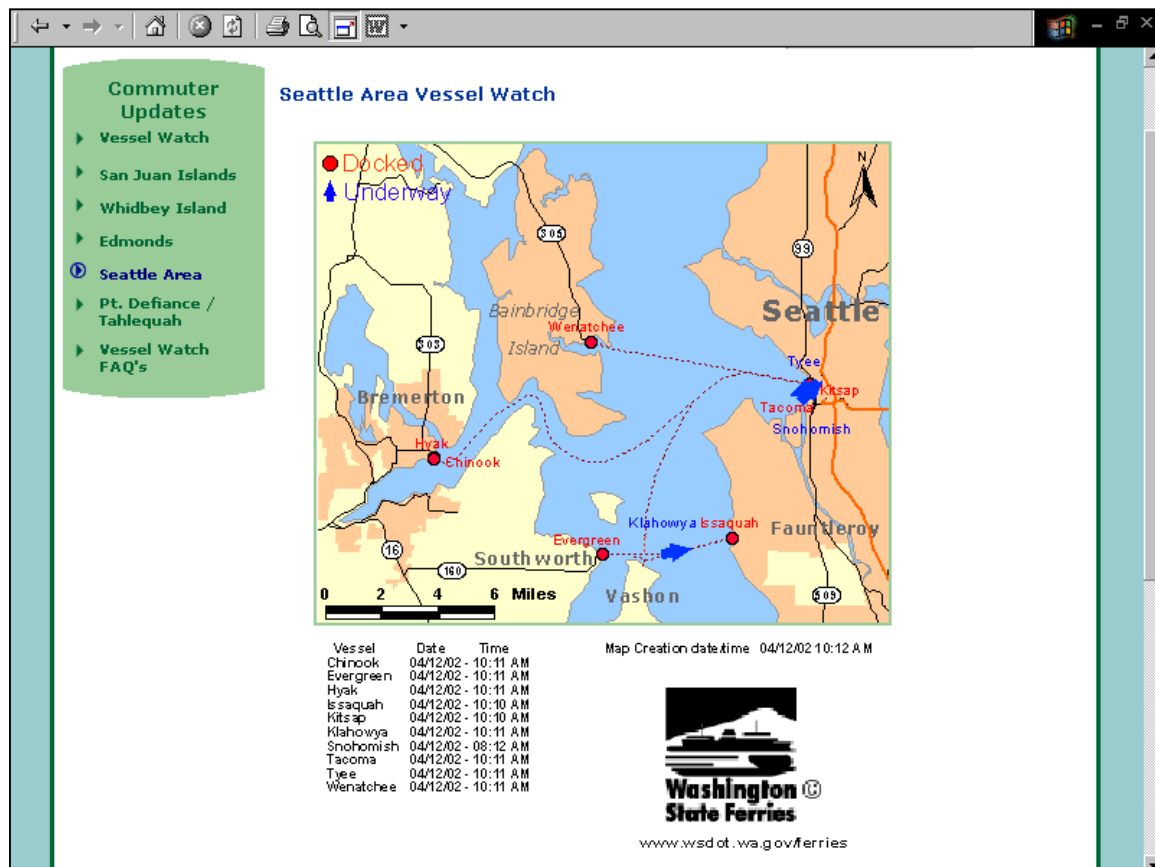 Commuter
Updates
Vessel Watch
San Juan Islands
Whidbey Island
Edmonds
Seattle Area
Pt. Defiance /
Tahlequah
Vessel Watch
FAQ's
Seattle Area Vessel Watch
Docked
Underway
N
305
99
Seattle
Bainbridge
Island
Wenatchee
303
Tyee
Kitsap
Bremerton
Tacoma
Snohomish
Hyak
Chinook
Klahowya Issaquah
Evergreen
Fauntleroy
16
Southworth
160
Vashon
509
0 2 4 6 Miles
Vessel Date Time
Chinook 04/12/02 - 10:11 AM
Evergreen 04/12/02 - 10:11 AM
Hyak 04/12/02 - 10:11 AM
Issaquah 04/12/02 - 10:10 AM
Kitsap 04/12/02 - 10:10 AM
Klahowya 04/12/02 - 10:11 AM
Snohomish 04/12/02 - 08:12 AM
Tacoma 04/12/02 - 10:11 AM
Tyee 04/12/02 - 10:11 AM
Wenatchee 04/12/02 - 10:11 AM
Map Creation date/time 04/12/02 10:12 AM
Washington ©
State Ferries
www.wsdot.wa.gov/ferries